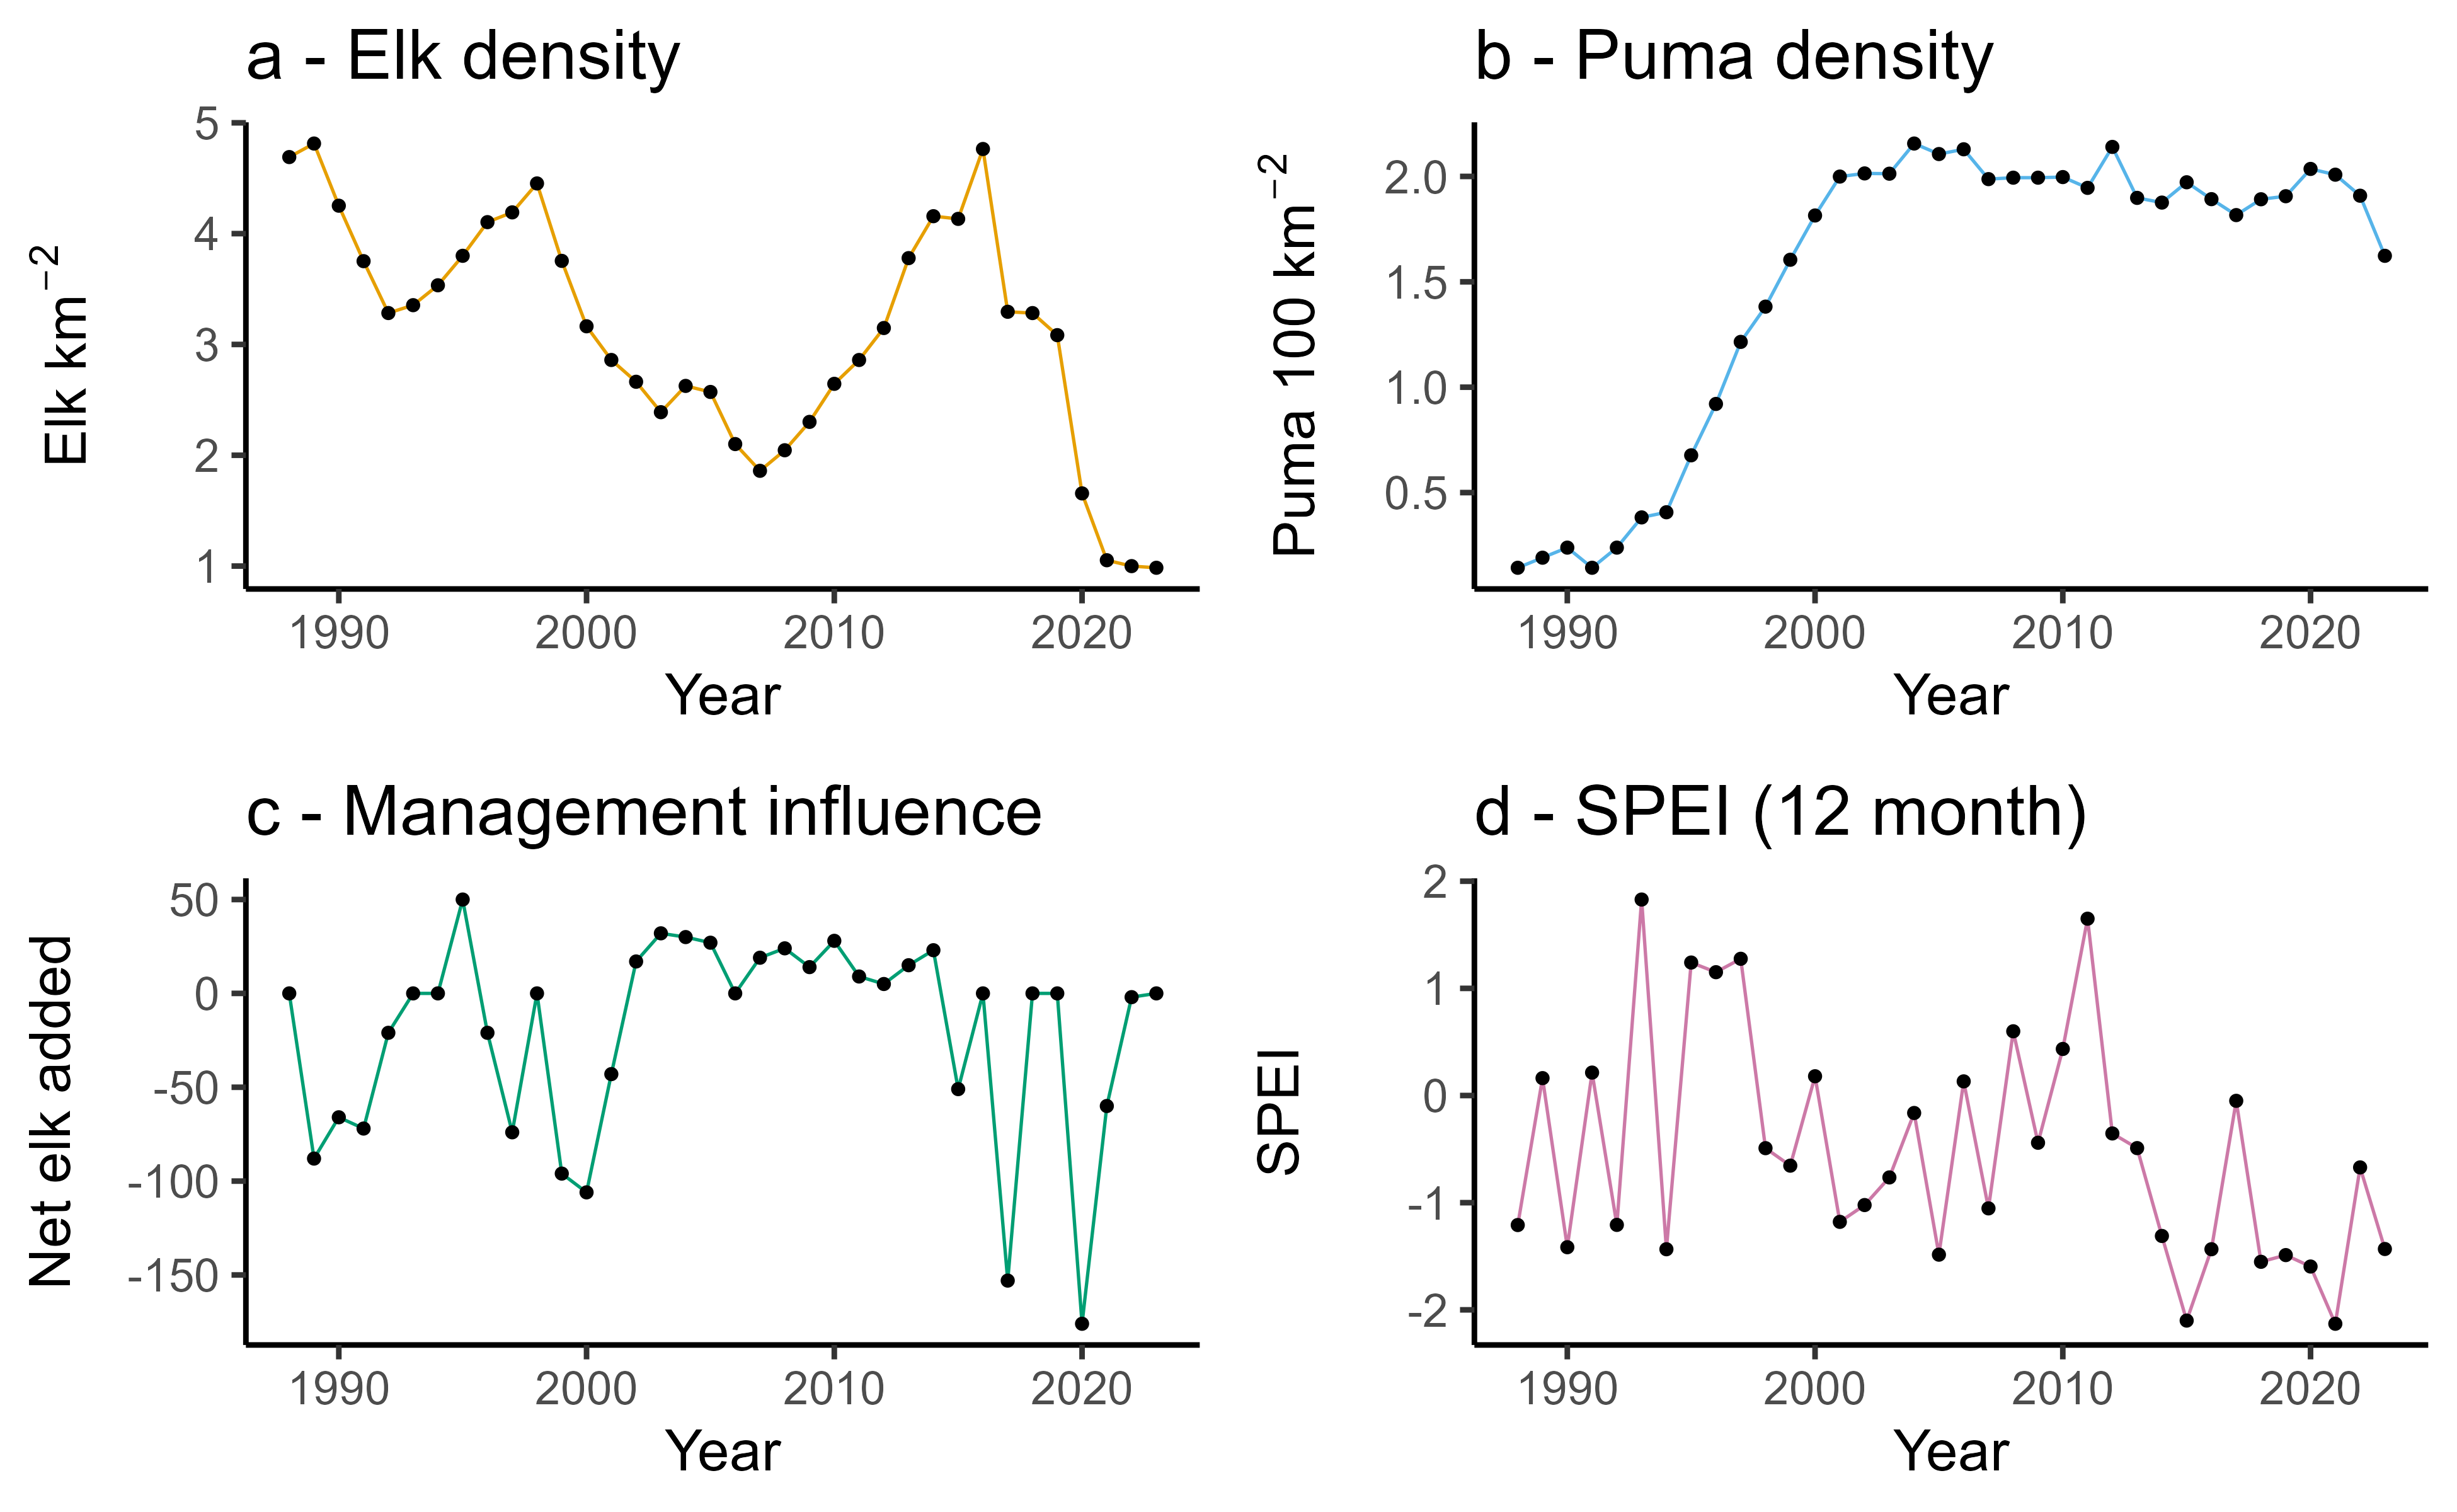 a - Elk density
Elk km⁻²
5
4
3
2
1
1990 2000 2010 2020
Year
b - Puma density
Puma 100 km⁻²
2.0
1.5
1.0
0.5
1990 2000 2010 2020
Year
c - Management influence
Net elk added
50
0
-50
-100
-150
1990 2000 2010 2020
Year
d - SPEI (12 month)
SPEI
2
1
0
-1
-2
1990 2000 2010 2020
Year